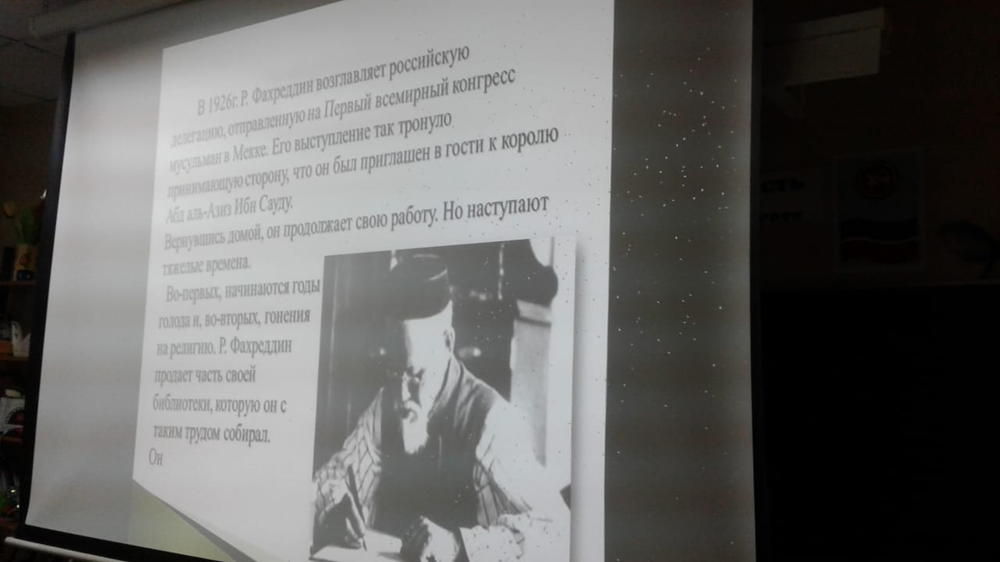 В 1926г. Р. Фахреддин возглавляет российскую
делегацию, отправленную на Первый всемирный конгресс
мусульман в Мекке. Его выступление так тронуло
принимающую сторону, что он был приглашен в гости к королю
Абд аль-Азиз Ибн Сауду.
Вернувшись домой, он продолжает свою работу. Но наступают
тяжелые времена.
Во-первых, начинаются годы
голода и, во-вторых, гонения
на религию. Р. Фахреддин
продает часть своей
библиотеки, которую он с
таким трудом собирал.
Он